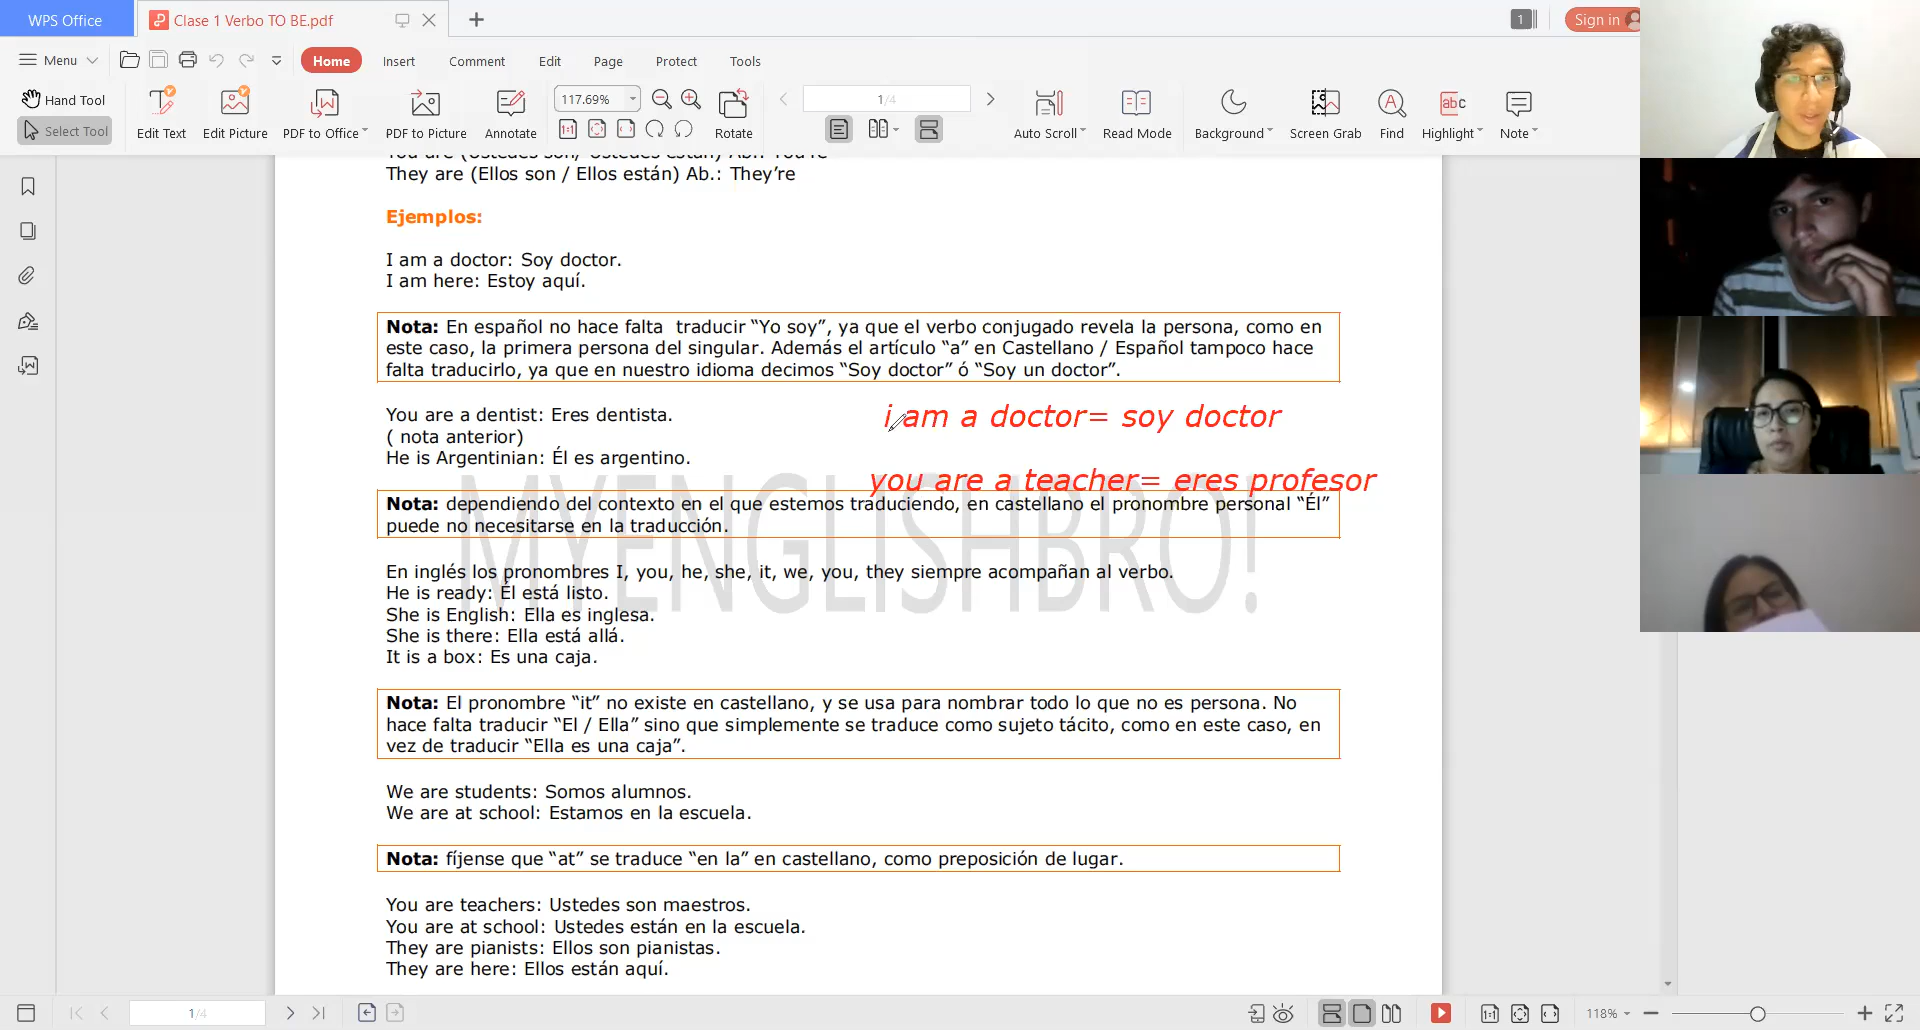 WPS Office
Clase 1 Verbo TO BE.pdf
1
Sign in
Menu
Home
Insert
Comment
Edit
Page
Protect
Tools
Hand Tool
Select Tool
Edit Text
Edit Picture
PDF to Office
PDF to Picture
Annotate
117.69%
Rotate
1/4
Auto Scroll
Read Mode
Background
Screen Grab
Find
Highlight
Note
They are (Ellos son / Ellos están) Ab.: They’re
Ejemplos:
I am a doctor: Soy doctor.
I am here: Estoy aquí.
Nota: En español no hace falta traducir “Yo soy”, ya que el verbo conjugado revela la persona, como en
este caso, la primera persona del singular. Además el artículo “a” en Castellano / Español tampoco hace
falta traducirlo, ya que en nuestro idioma decimos “Soy doctor” ó “Soy un doctor”.
You are a dentist: Eres dentista.
( nota anterior)
He is Argentinian: Él es argentino.
i am a doctor= soy doctor
you are a teacher= eres profesor
Nota: dependiendo del contexto en el que estemos traduciendo, en castellano el pronombre personal “Él”
puede no necesitarse en la traducción.
MYENGLISHBRO!
En inglés los pronombres I, you, he, she, it, we, you, they siempre acompañan al verbo.
He is ready: Él está listo.
She is English: Ella es inglesa.
She is there: Ella está allá.
It is a box: Es una caja.
Nota: El pronombre “it” no existe en castellano, y se usa para nombrar todo lo que no es persona. No
hace falta traducir “El / Ella” sino que simplemente se traduce como sujeto tácito, como en este caso, en
vez de traducir “Ella es una caja”.
We are students: Somos alumnos.
We are at school: Estamos en la escuela.
Nota: fíjense que “at” se traduce “en la” en castellano, como preposición de lugar.
You are teachers: Ustedes son maestros.
You are at school: Ustedes están en la escuela.
They are pianists: Ellos son pianistas.
They are here: Ellos están aquí.
1/4
118%